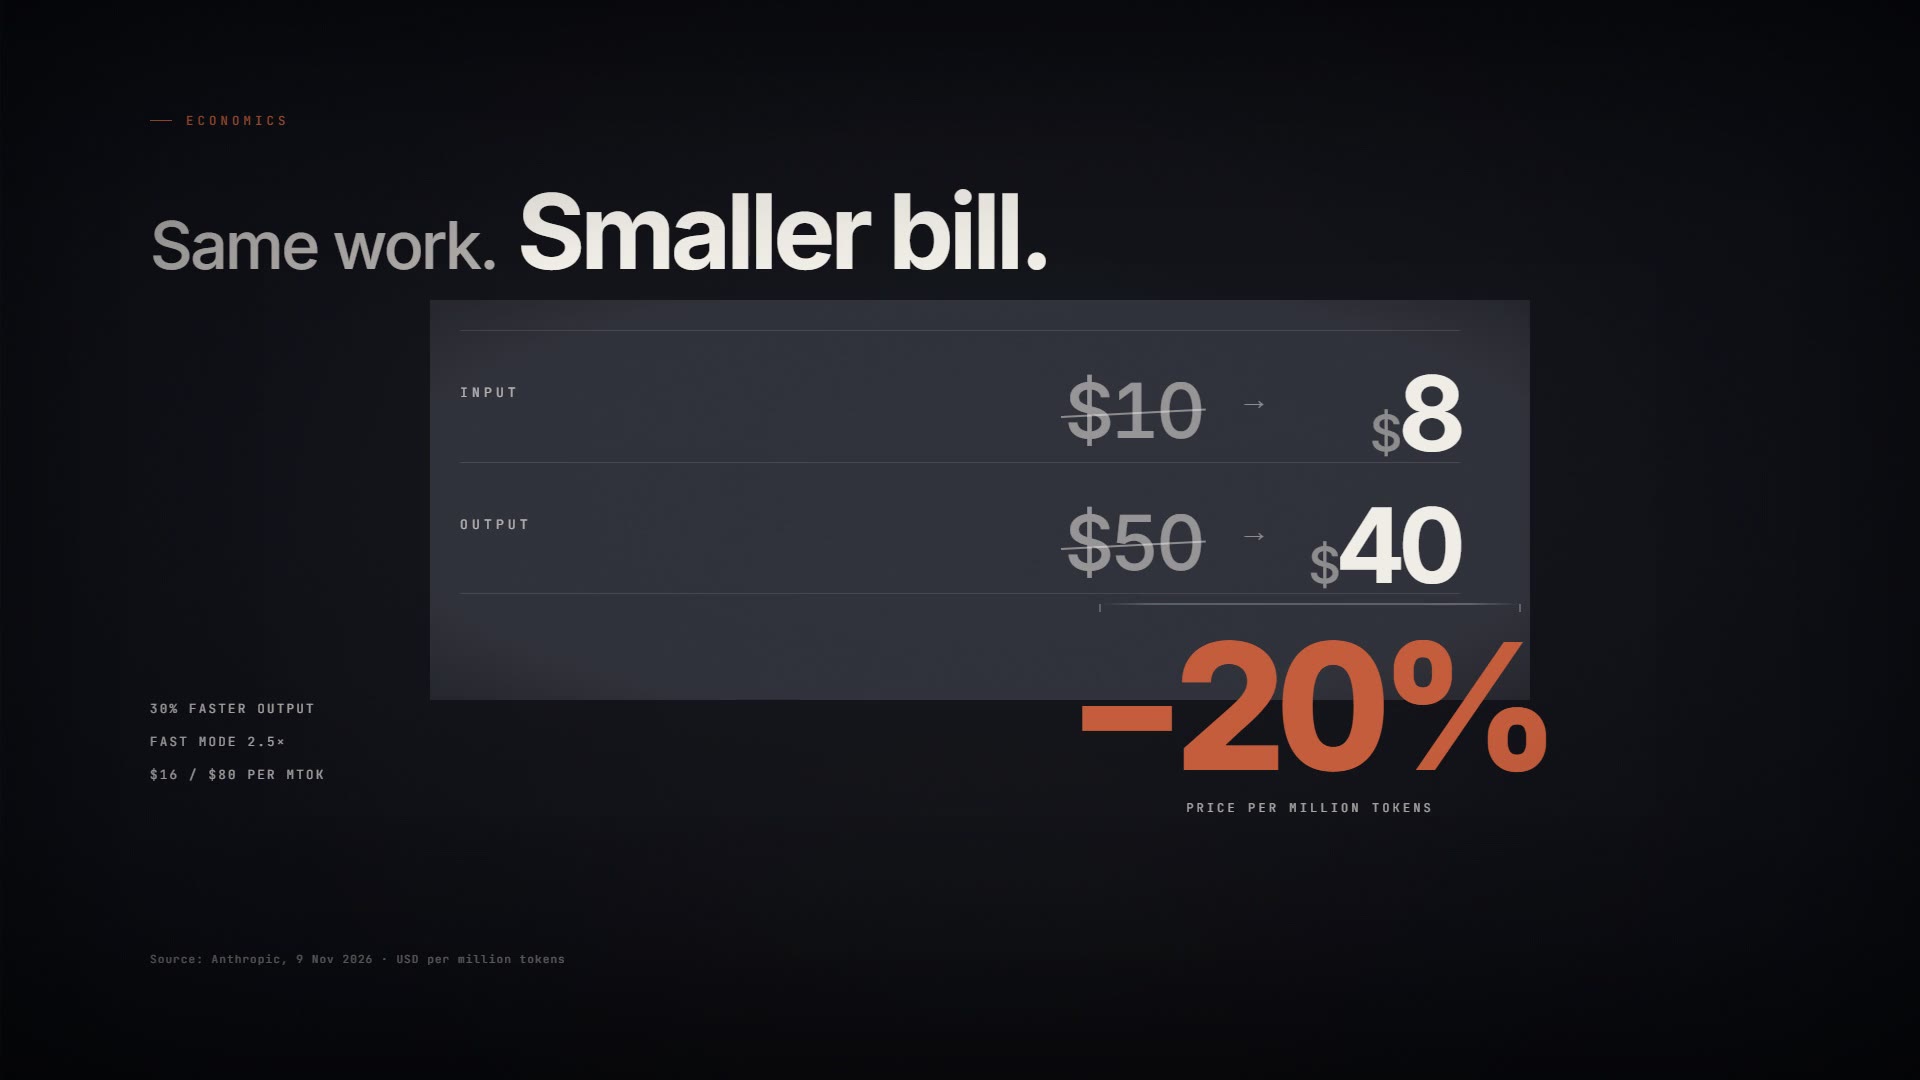 ECONOMICS
Same work. Smaller bill.
INPUT $10 → $8
OUTPUT $50 → $40
–20%
PRICE PER MILLION TOKENS
30% FASTER OUTPUT
FAST MODE 2.5×
$16 / $80 PER MTOK
Source: Anthropic, 9 Nov 2026 · USD per million tokens